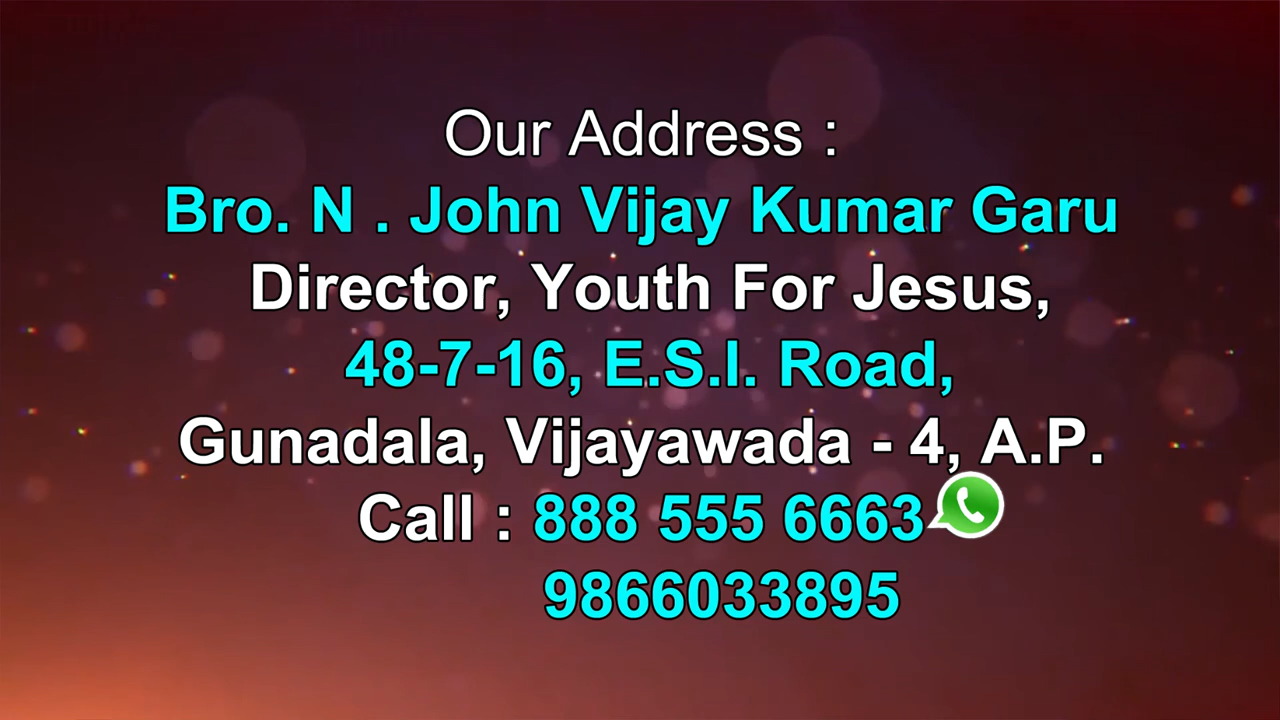 Our Address :
Bro. N . John Vijay Kumar Garu
Director, Youth For Jesus,
48-7-16, E.S.I. Road,
Gunadala, Vijayawada - 4, A.P.
Call : 888 555 6663
9866033895